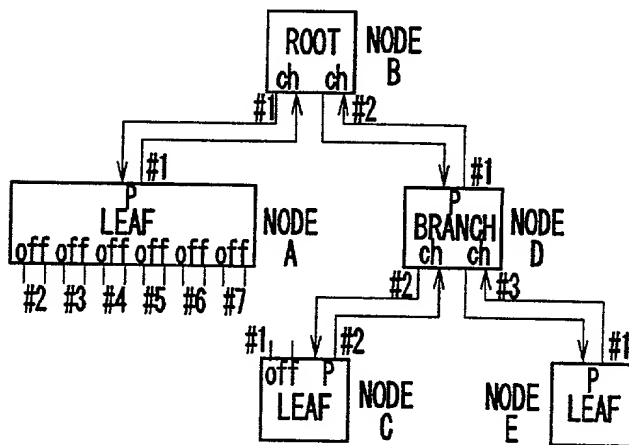 ROOT NODE
B
ch ch
#1 #2
#1 #1
P P
LEAF NODE BRANCH NODE
off off off off off off A ch ch D
#2 #3 #4 #5 #6 #7 #2 #3
#1 #2 #1
off P P
LEAF NODE NODE LEAF
C E